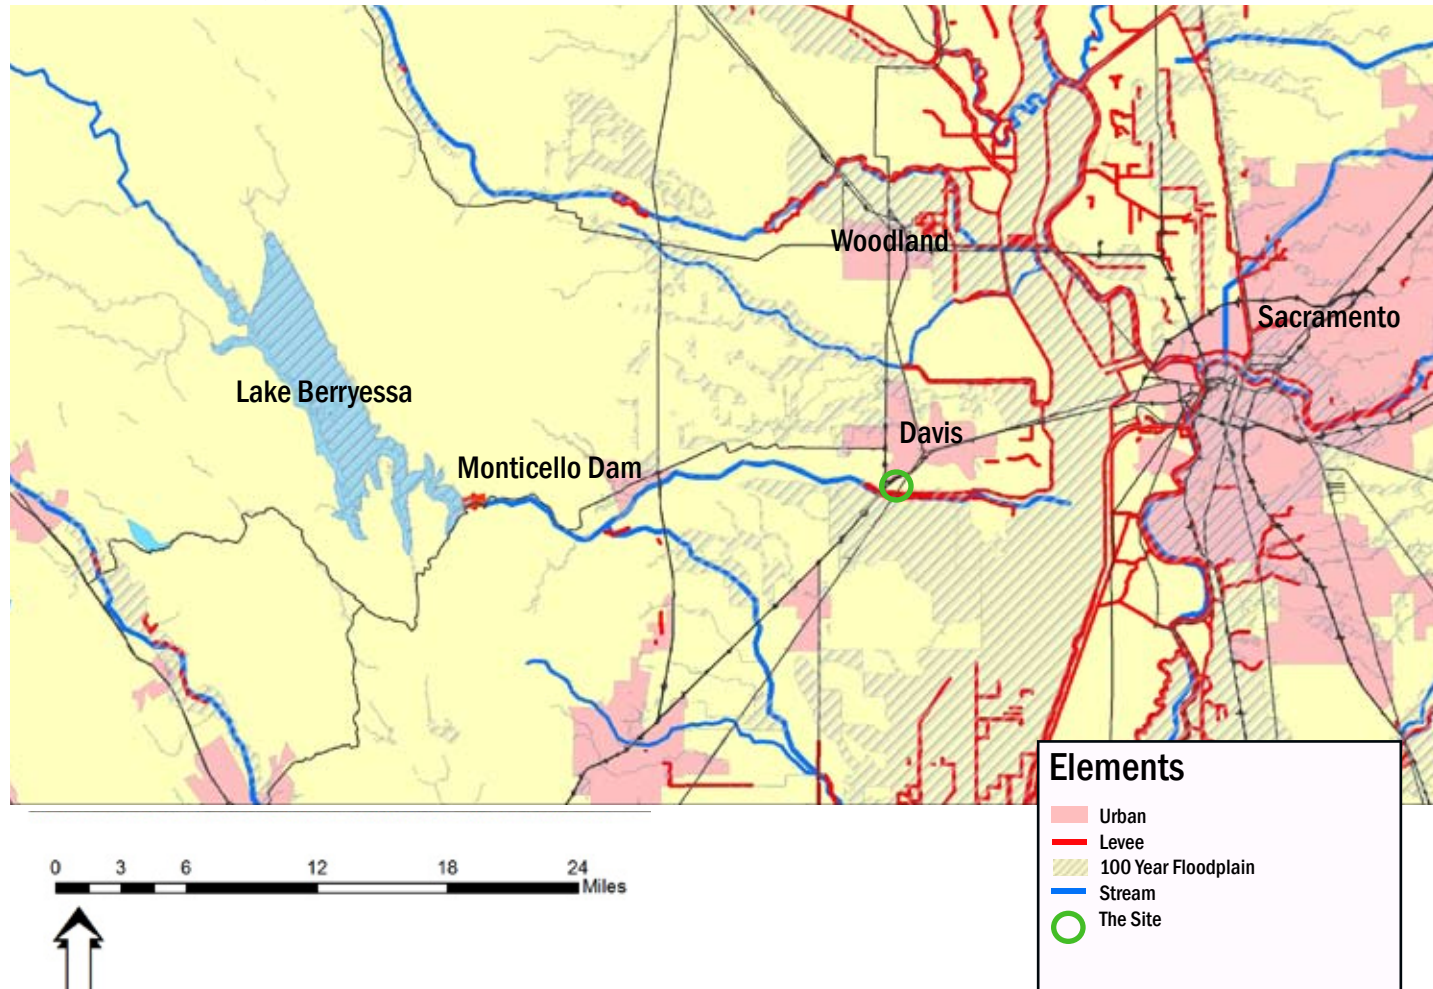 Woodland
Sacramento
Lake Berryessa
Davis
Monticello Dam
Elements
Urban
Levee
100 Year Floodplain
Stream
The Site
0 3 6 12 18 24
Miles